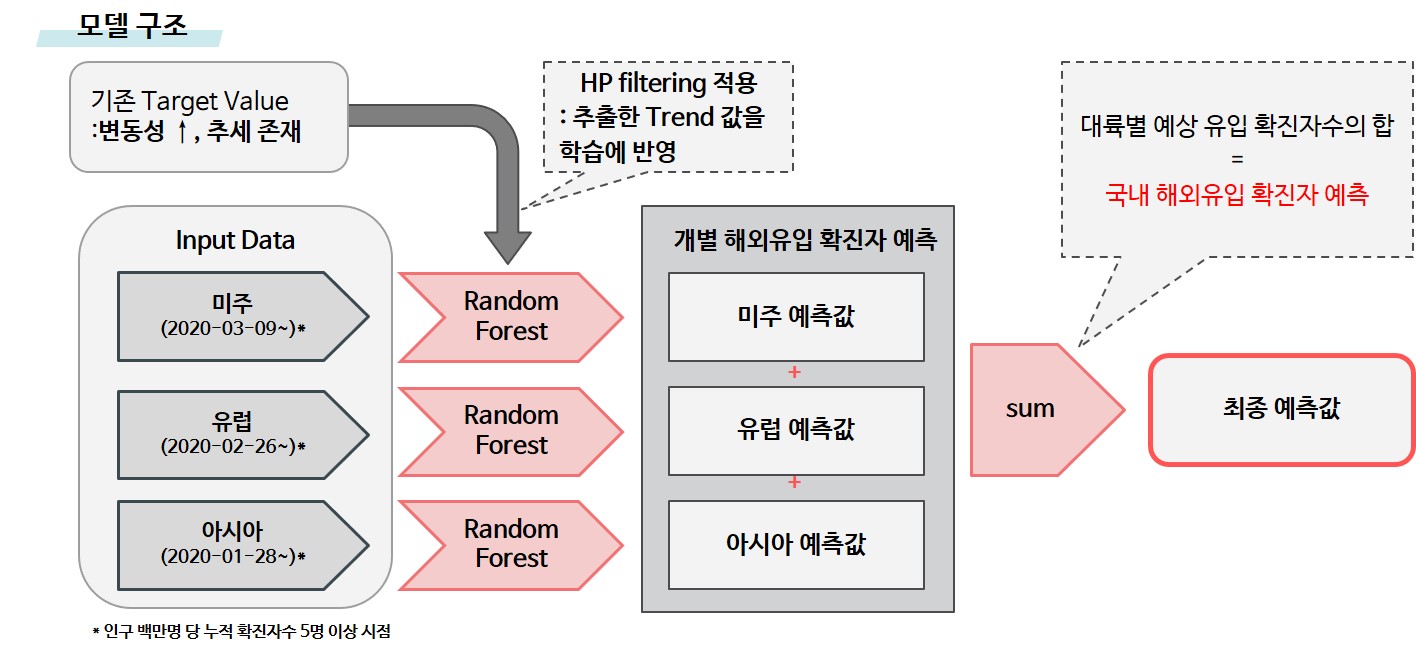 모델 구조
기존 Target Value
:변동성 ↑, 추세 존재
HP filtering 적용
: 추출한 Trend 값을
학습에 반영
대륙별 예상 유입 확진자수의 합
=
국내 해외유입 확진자 예측
Input Data
미주
(2020-03-09~)*
유럽
(2020-02-26~)*
아시아
(2020-01-28~)*
* 인구 백만명 당 누적 확진자수 5명 이상 시점
Random
Forest
Random
Forest
Random
Forest
개별 해외유입 확진자 예측
미주 예측값
+
유럽 예측값
+
아시아 예측값
sum
최종 예측값